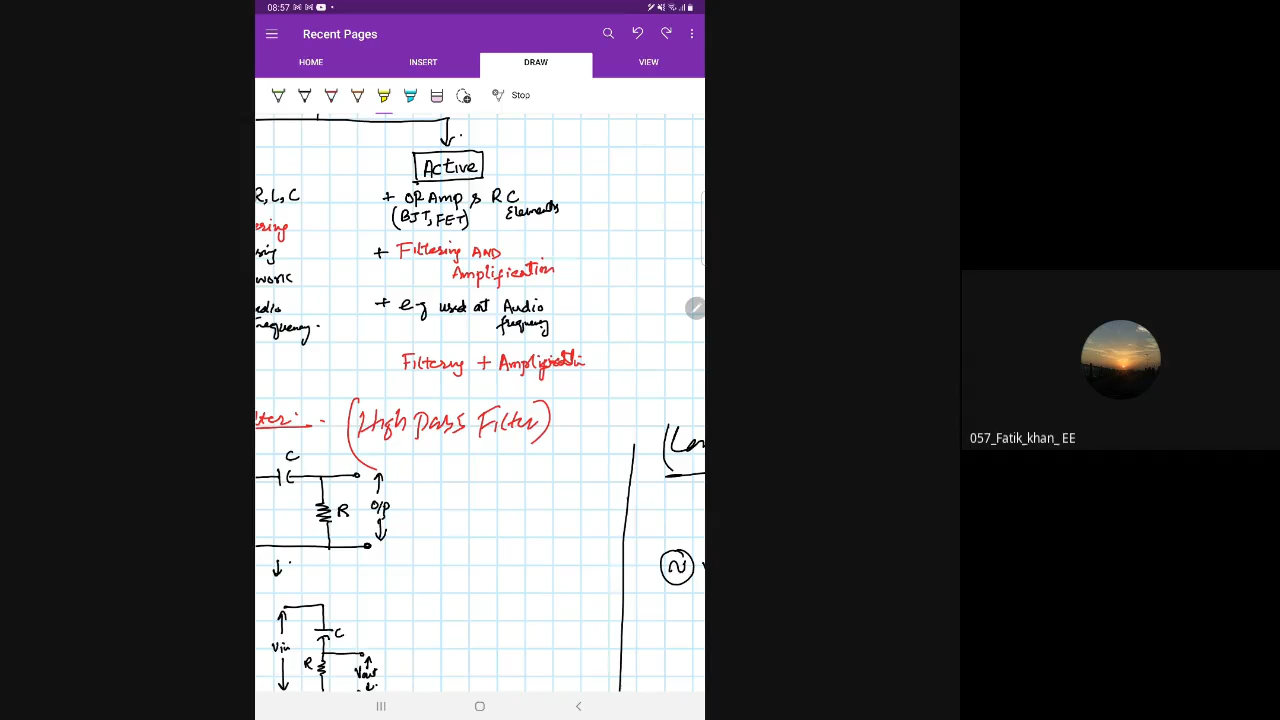 08:57
Recent Pages
HOME INSERT DRAW VIEW
Stop
Active
R, L, C
+ OP Amp & RC
(BJT, FET) Elements
+ Filtering AND
Amplification
+ e-g used at Audio
frequency
frequency.
Filtering + Amplification
(High Pass Filter)
C
R
O/P
057_Fatik_khan_EE
Vin
C
R
Vout